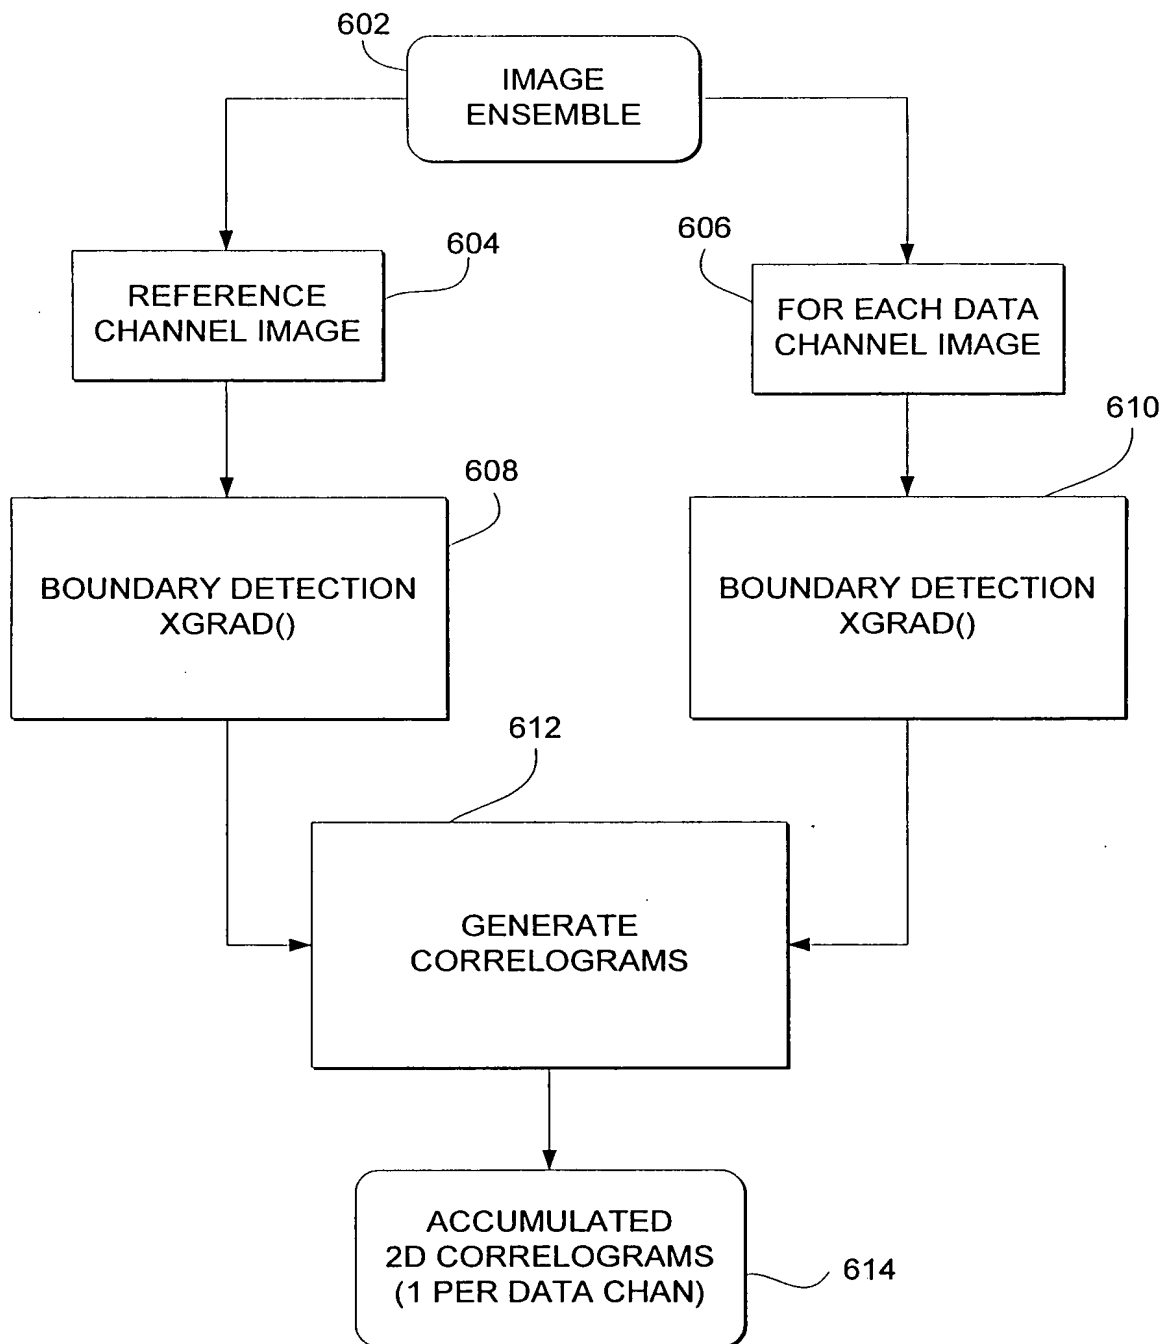 602
IMAGE
ENSEMBLE
604
REFERENCE
CHANNEL IMAGE
606
FOR EACH DATA
CHANNEL IMAGE
608
BOUNDARY DETECTION
XGRAD()
610
BOUNDARY DETECTION
XGRAD()
612
GENERATE
CORRELOGRAMS
ACCUMULATED
2D CORRELOGRAMS
(1 PER DATA CHAN)
614